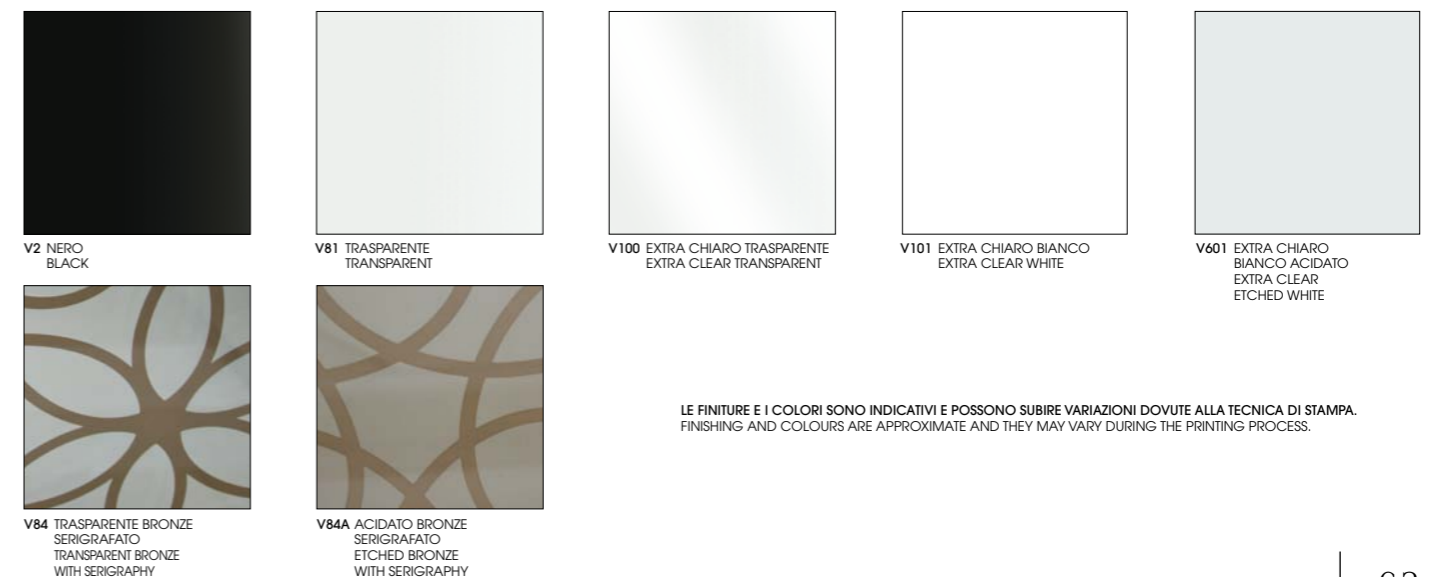 V2 NERO
BLACK
V81 TRASPARENTE
TRANSPARENT
V100 EXTRA CHIARO TRASPARENTE
EXTRA CLEAR TRANSPARENT
V101 EXTRA CHIARO BIANCO
EXTRA CLEAR WHITE
V601 EXTRA CHIARO
BIANCO ACIDATO
EXTRA CLEAR
ETCHED WHITE
LE FINITURE E I COLORI SONO INDICATIVI E POSSONO SUBIRE VARIAZIONI DOVUTE ALLA TECNICA DI STAMPA.
FINISHING AND COLOURS ARE APPROXIMATE AND THEY MAY VARY DURING THE PRINTING PROCESS.
V84 TRASPARENTE BRONZE
SERIGRAFATO
TRANSPARENT BRONZE
WITH SERIGRAPHY
V84A ACIDATO BRONZE
SERIGRAFATO
ETCHED BRONZE
WITH SERIGRAPHY